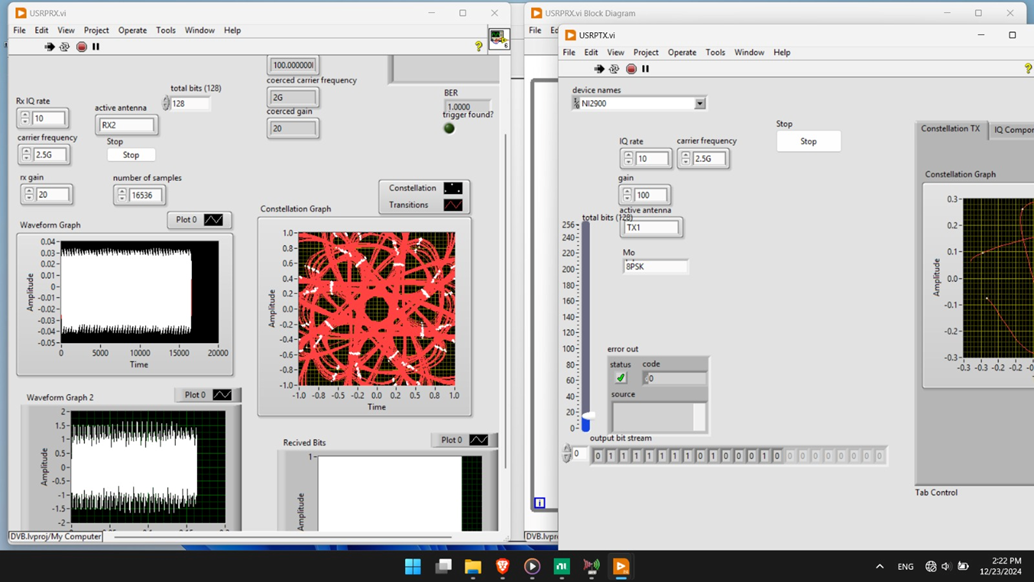 USRPRX.vi
File Edit View Project Operate Tools Window Help
100.000000
coerced carrier frequency
2G
coerced gain
20
BER
1.0000
trigger found?
Rx IQ rate
10
active antenna
RX2
total bits (128)
128
carrier frequency
2.5G
Stop
Stop
rx gain
20
number of samples
16536
Constellation
Transitions
Waveform Graph
Plot 0
0.04
0.03
0.02
0.01
0
-0.01
-0.02
-0.03
-0.04
-0.05
Amplitude
0 5000 10000 15000 20000
Time
Constellation Graph
1.0
0.8
0.6
0.4
0.2
0.0
-0.2
-0.4
-0.6
-0.8
-1.0
Amplitude
-1.0 -0.8 -0.5 -0.2 0.0 0.2 0.5 0.8 1.0
Time
Waveform Graph 2
Plot 0
2
1.5
1
0.5
0
-0.5
-1
-1.5
-2
Amplitude
Recived Bits
Plot 0
1
Amplitude
DVB.lvproj/My Computer
USRPRX.vi Block Diagram
File Ed
DVB.lvproj
USRPTX.vi
File Edit View Project Operate Tools Window Help
device names
NI2900
Stop
Stop
IQ rate
10
carrier frequency
2.5G
gain
100
active antenna
TX1
total bits (128)
256
240
220
200
180
160
140
120
100
80
60
40
20
0
Mo
8PSK
error out
status code
0
source
output bit stream
0 0 1 1 1 1 1 1 1 0 1 0 0 0 1 0 0 0 0 0 0 0 0 0
Constellation TX IQ Compon
Constellation Graph
0.3
0.2
0.1
0.0
-0.1
-0.2
-0.3
Amplitude
-0.3 -0.2 -0.2 -0.
Tab Control
ENG
2:22 PM
12/23/2024